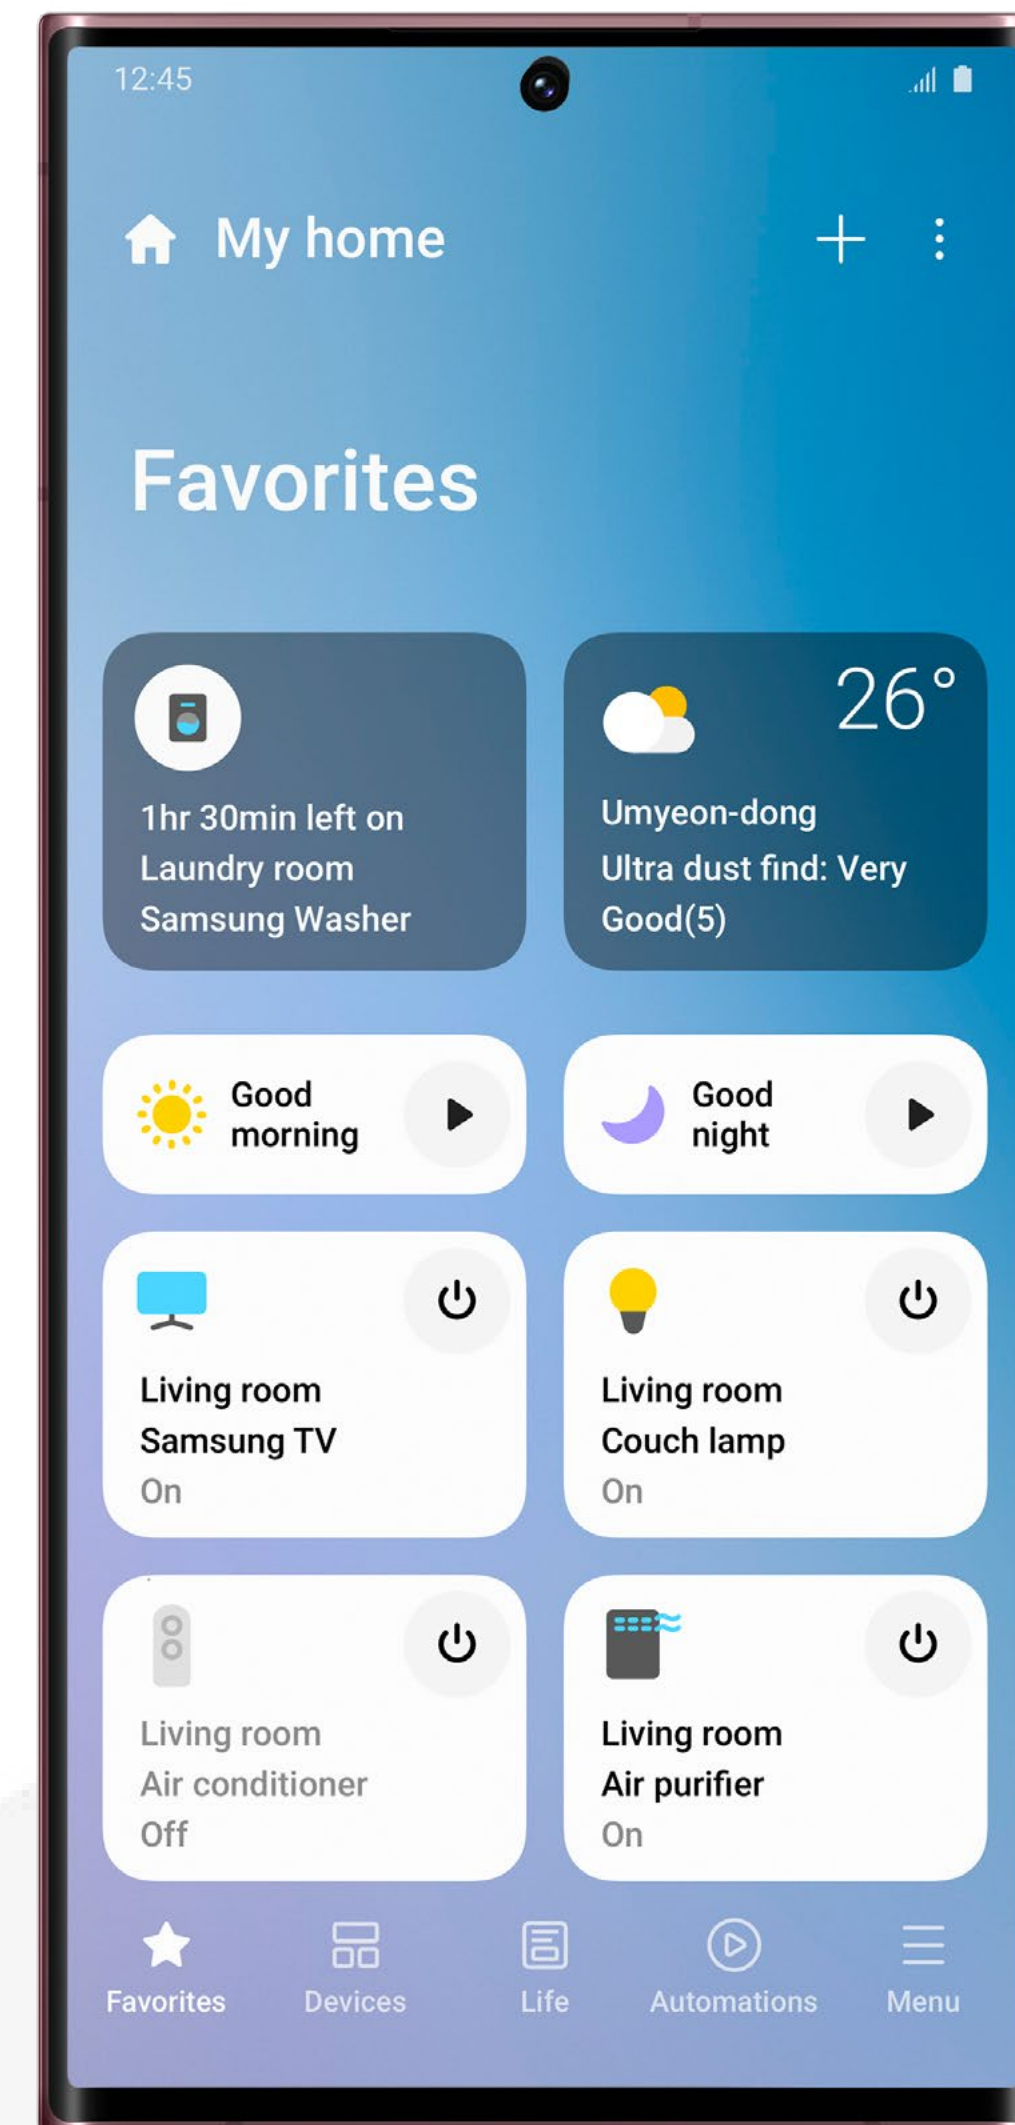 12:45
My home
Favorites
1hr 30min left on
Laundry room
Samsung Washer
26°
Umyeon-dong
Ultra dust find: Very
Good(5)
Good
morning
Good
night
Living room
Samsung TV
On
Living room
Couch lamp
On
Living room
Air conditioner
Off
Living room
Air purifier
On
Favorites
Devices
Life
Automations
Menu